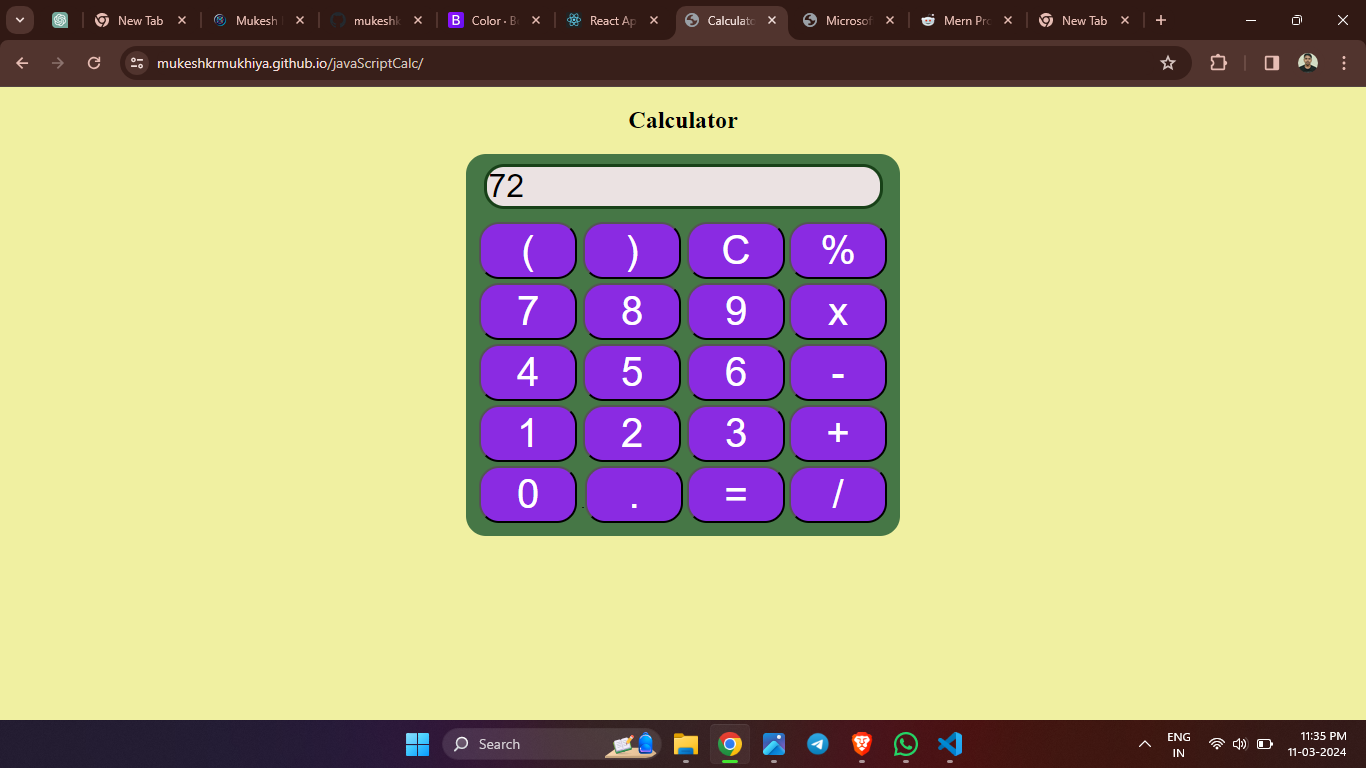 New Tab
Mukesh
mukeshk
Color · B
React Ap
Calculato
Microsof
Mern Pro
New Tab
mukeshkrmukhiya.github.io/javaScriptCalc/
Calculator
72
( ) C %
7 8 9 x
4 5 6 -
1 2 3 +
0 . = /
Search
ENG
IN
11:35 PM
11-03-2024